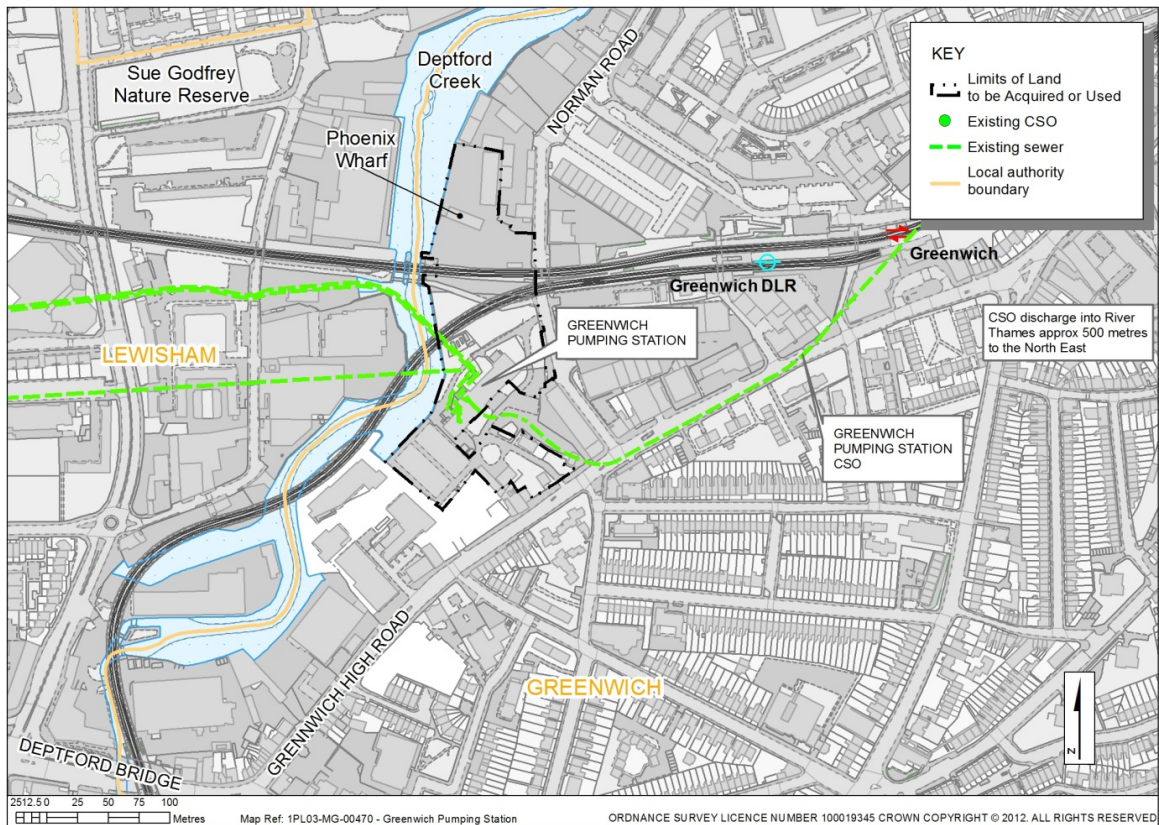 Sue Godfrey
Nature Reserve
Deptford
Creek
Phoenix
Wharf
NORMAN ROAD
KEY
Limits of Land
to be Acquired or Used
Existing CSO
Existing sewer
Local authority
boundary
Greenwich
Greenwich DLR
CSO discharge into River
Thames approx 500 metres
to the North East
GREENWICH
PUMPING STATION
LEWISHAM
GREENWICH
PUMPING STATION
CSO
GREENWICH
GRENNWICH HIGH ROAD
DEPTFORD BRIDGE
N
25 12.5 0 25 50 75 100
Metres
Map Ref: 1PL03-MG-00470 - Greenwich Pumping Station
ORDNANCE SURVEY LICENCE NUMBER 100019345 CROWN COPYRIGHT © 2012. ALL RIGHTS RESERVED